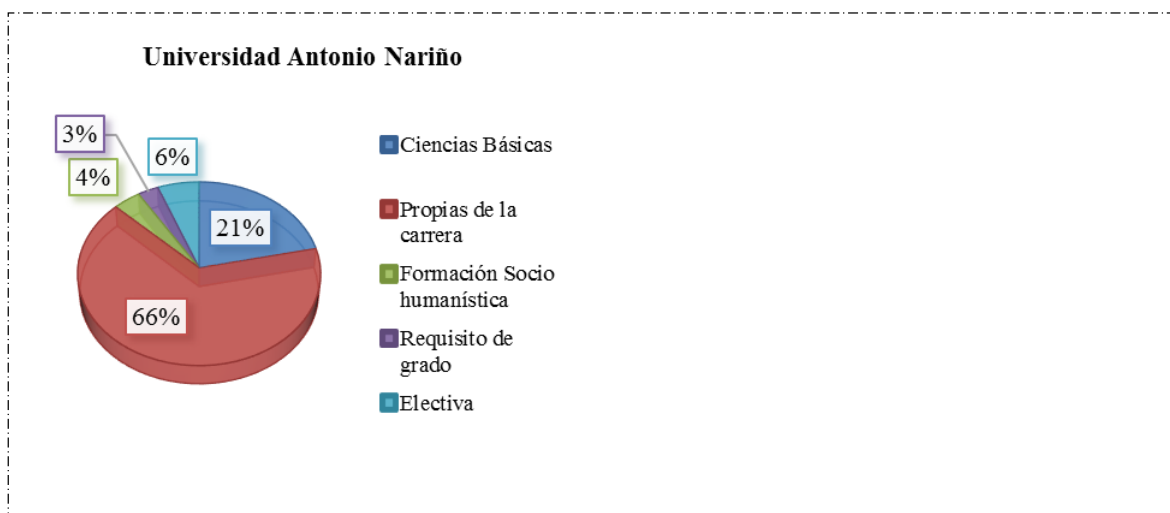 Universidad Antonio Nariño
3%
6%
4%
21%
66%
Ciencias Básicas
Propias de la
carrera
Formación Socio
humanística
Requisito de
grado
Electiva